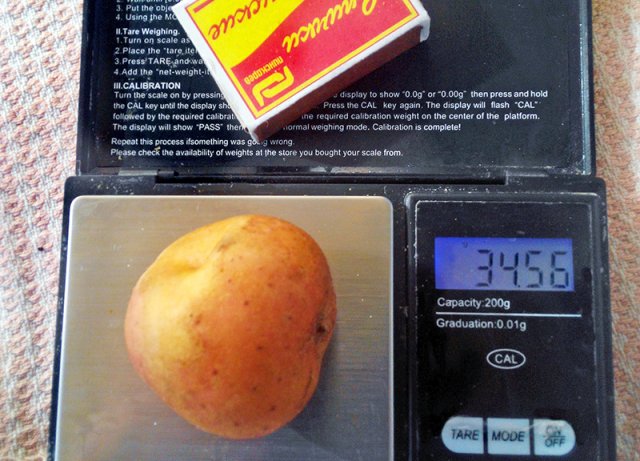 3. Put the obje
4. Using the MO
II.Tare Weighing.
1.Turn on scale as
2.Place the "tare ite
3.Press TARE and wa
4.Add the "net-weight-it
III.CALIBRATION
Turn the scale on by pressing display to show "0.0g" or "0.00g" then press and hold
the CAL key until the display sho Press the CAL key again. The display will flash "CAL"
followed by the required calibrat the required calibration weight on the center of the platform.
The display will show "PASS" then normal weighing mode. Calibration is complete!
Repeat this process ifsomething was going wrong.
Please check the availability of weights at the store you bought your scale from.
Спички
ПИНСКДРЕВ
34.56
Capacity:200g
Graduation:0.01g
CAL
TARE
MODE
ON
OFF